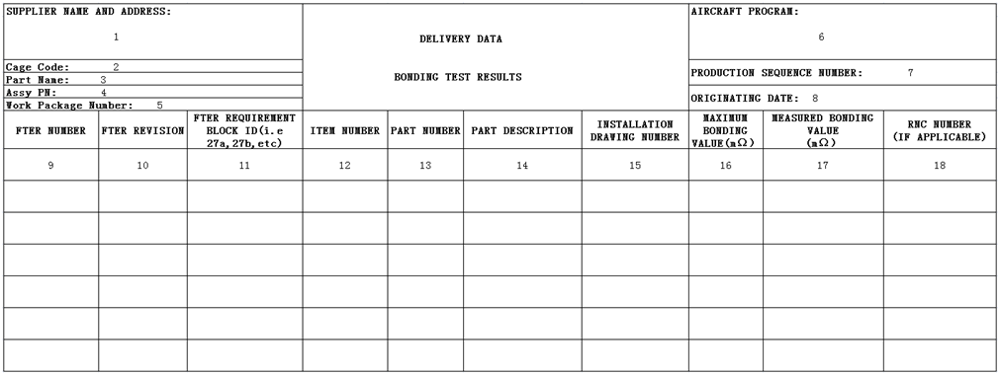 SUPPLIER NAME AND ADDRESS:
1
Cage Code: 2
Part Name: 3
Assy PN: 4
Work Package Number: 5
DELIVERY DATA
BONDING TEST RESULTS
AIRCRAFT PROGRAM:
6
PRODUCTION SEQUENCE NUMBER: 7
ORIGINATING DATE: 8
FTER NUMBER
FTER REVISION
FTER REQUIREMENT
BLOCK ID(i.e
27a,27b,etc)
ITEM NUMBER
PART NUMBER
PART DESCRIPTION
INSTALLATION
DRAWING NUMBER
MAXIMUM
BONDING
VALUE(mΩ)
MEASURED BONDING
VALUE
(mΩ)
RNC NUMBER
(IF APPLICABLE)
9 10 11 12 13 14 15 16 17 18